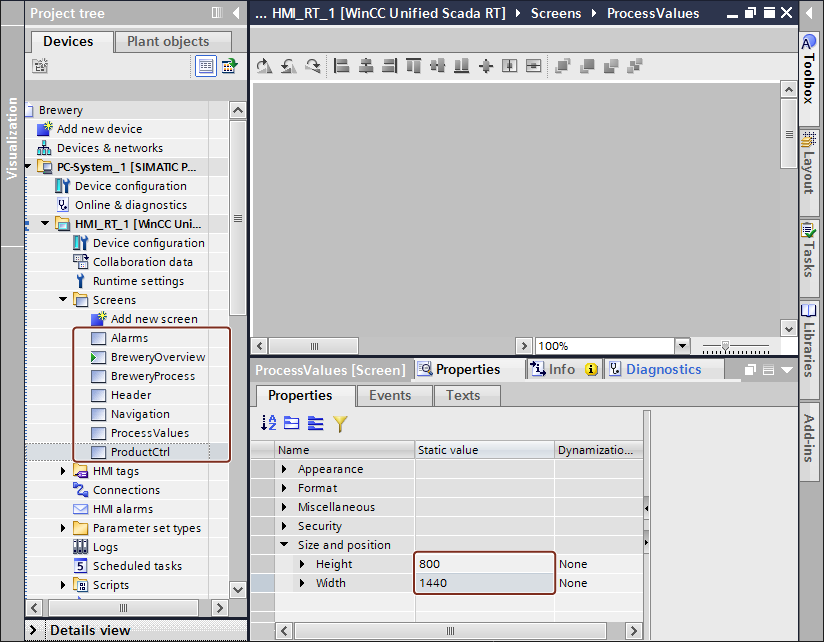 Project tree
Devices
Plant objects
Visualization
Brewery
Add new device
Devices & networks
PC-System_1 [SIMATIC P...
Device configuration
Online & diagnostics
HMI_RT_1 [WinCC Uni...
Device configuration
Collaboration data
Runtime settings
Screens
Add new screen
Alarms
BreweryOverview
BreweryProcess
Header
Navigation
ProcessValues
ProductCtrl
HMI tags
Connections
HMI alarms
Parameter set types
Logs
Scheduled tasks
Scripts
Details view
... HMI_RT_1 [WinCC Unified Scada RT] Screens ProcessValues
100%
ProcessValues [Screen]
Properties
Info
Diagnostics
Properties
Events
Texts
Name Static value Dynamizatio...
Appearance
Format
Miscellaneous
Security
Size and position
Height 800 None
Width 1440 None
Toolbox
Layout
Tasks
Libraries
Add-ins